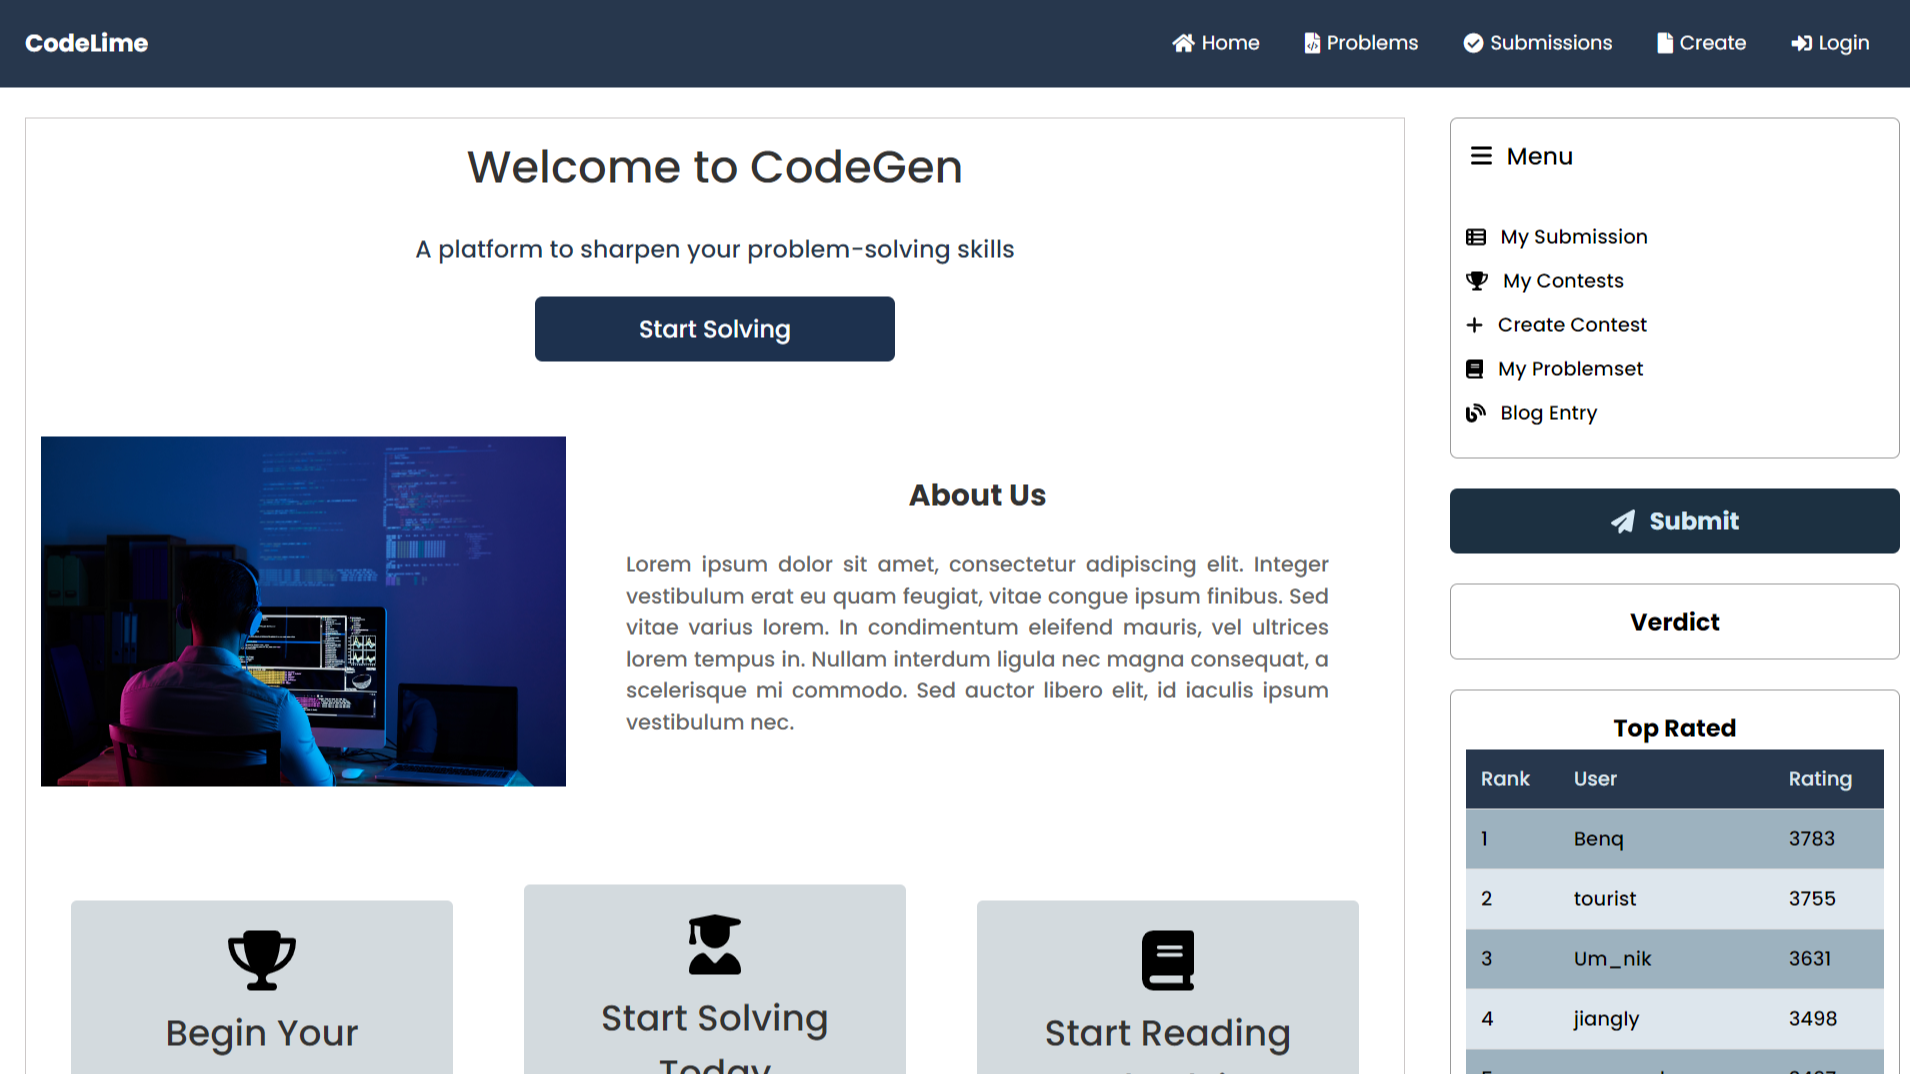 CodeLime
Home
Problems
Submissions
Create
Login
Welcome to CodeGen
A platform to sharpen your problem-solving skills
Start Solving
About Us
Lorem ipsum dolor sit amet, consectetur adipiscing elit. Integer
vestibulum erat eu quam feugiat, vitae congue ipsum finibus. Sed
vitae varius lorem. In condimentum eleifend mauris, vel ultrices
lorem tempus in. Nullam interdum ligula nec magna consequat, a
scelerisque mi commodo. Sed auctor libero elit, id iaculis ipsum
vestibulum nec.
Begin Your
Start Solving
Today
Start Reading
Menu
My Submission
My Contests
Create Contest
My Problemset
Blog Entry
Submit
Verdict
Top Rated
Rank User Rating
1 Benq 3783
2 tourist 3755
3 Um_nik 3631
4 jiangly 3498